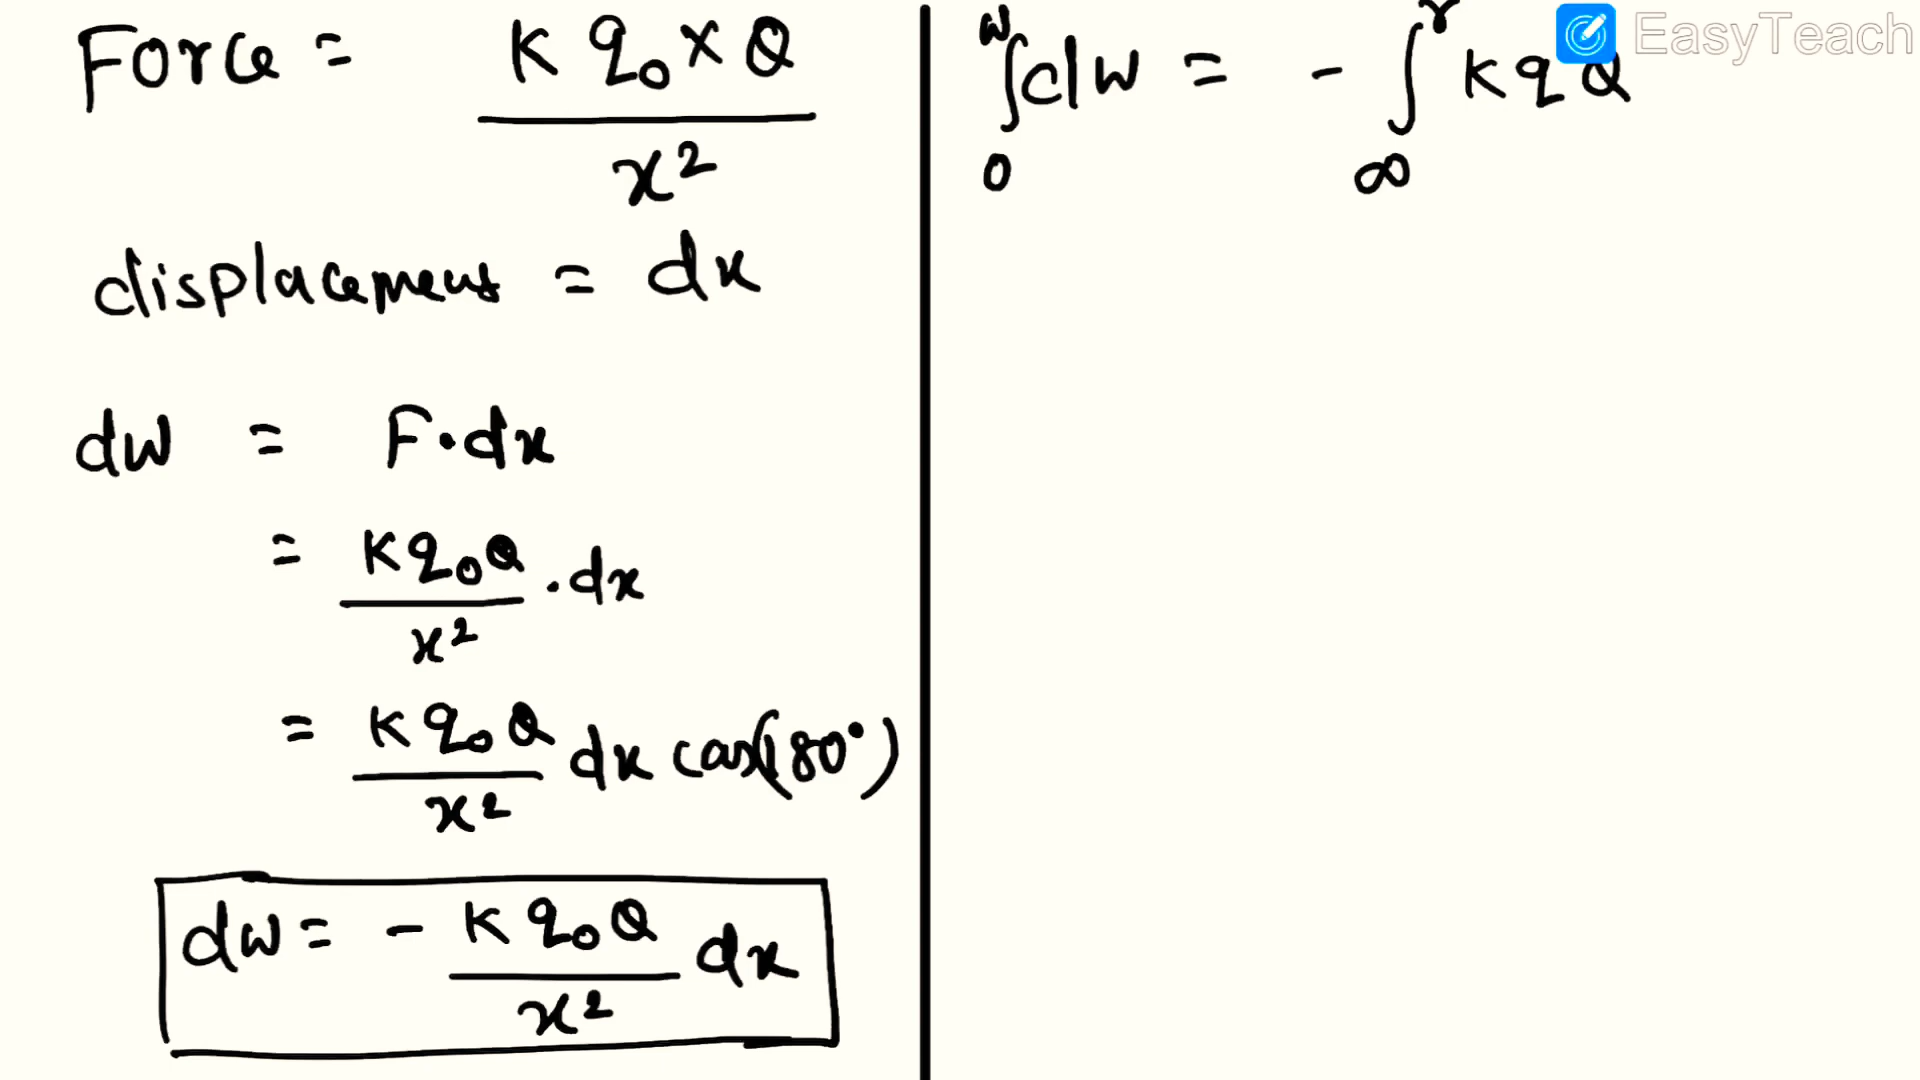 Force = K q₀ × Q / x²
displacement = dx
dw = F·dx
= K q₀ Q / x² · dx
= K q₀ Q / x² dx cos(180°)
dw = - K q₀ Q / x² dx
∫₀ʷ dw = - ∫∞ʳ K q Q
EasyTeach